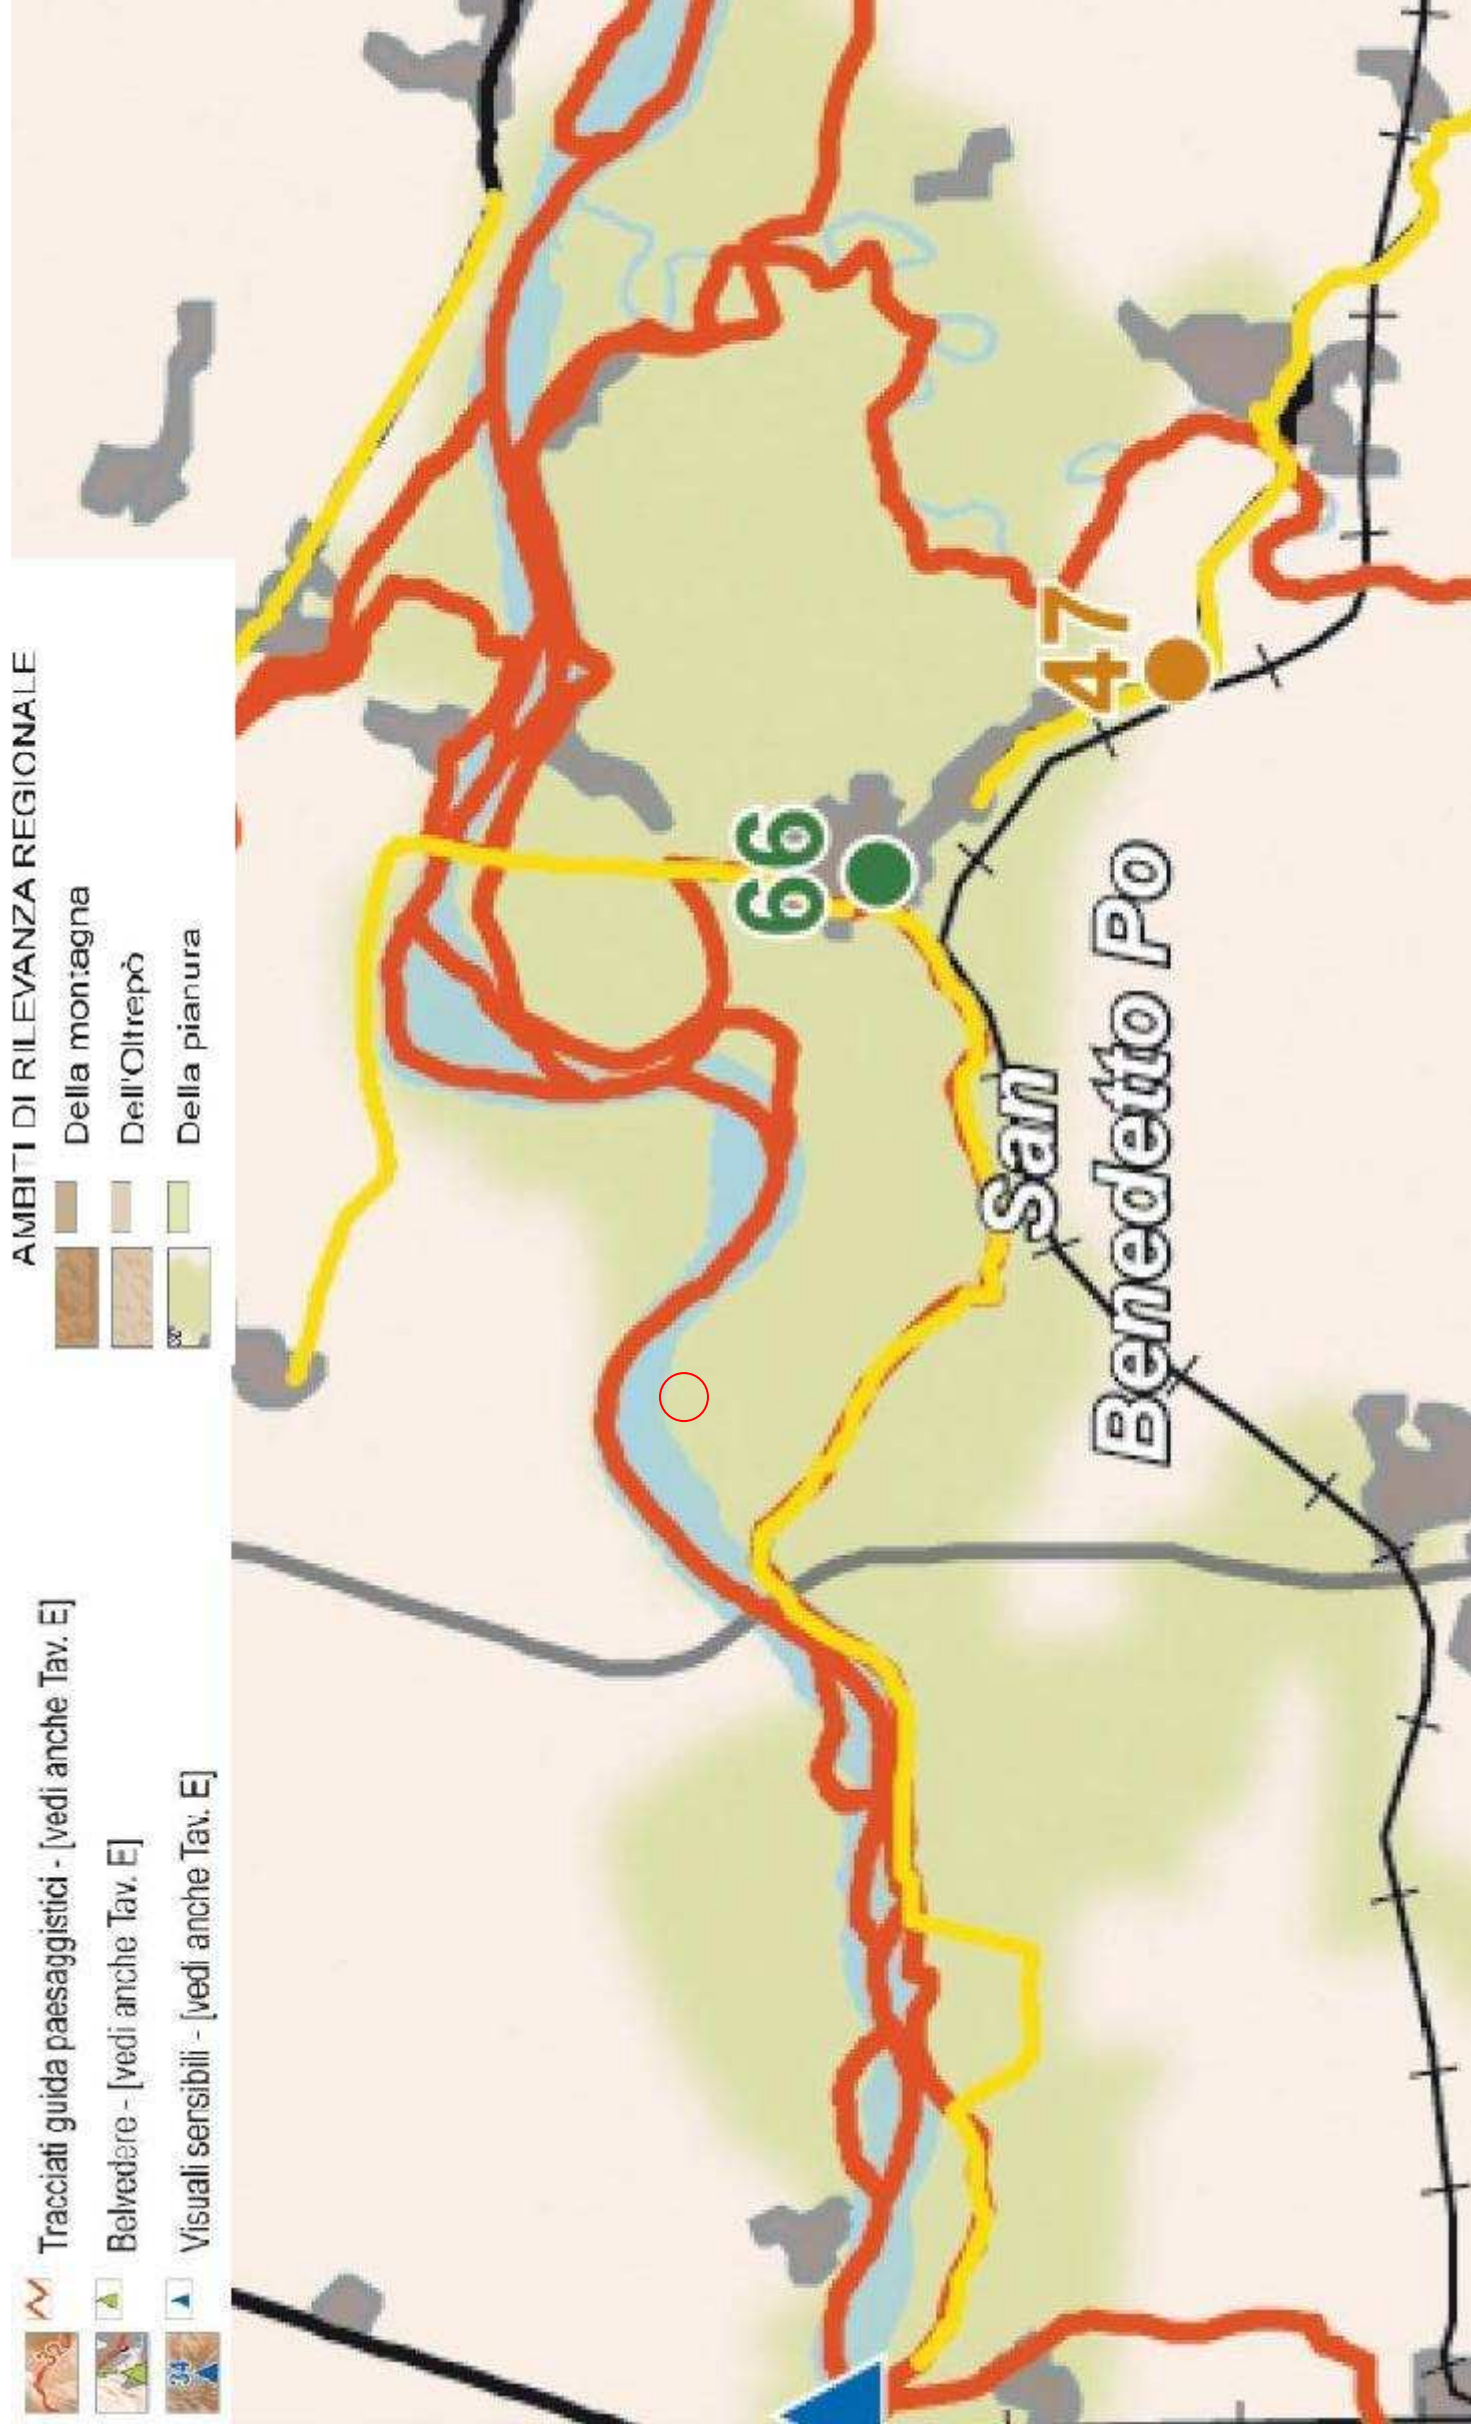 Tracciati guida paesaggistici - [vedi anche Tav. E]
Belvedere - [vedi anche Tav. E]
34
Visuali sensibili - [vedi anche Tav. E]
AMBITI DI RILEVANZA REGIONALE
Della montagna
Dell'Oltrepò
Della pianura
66
47
San
Benedetto Po